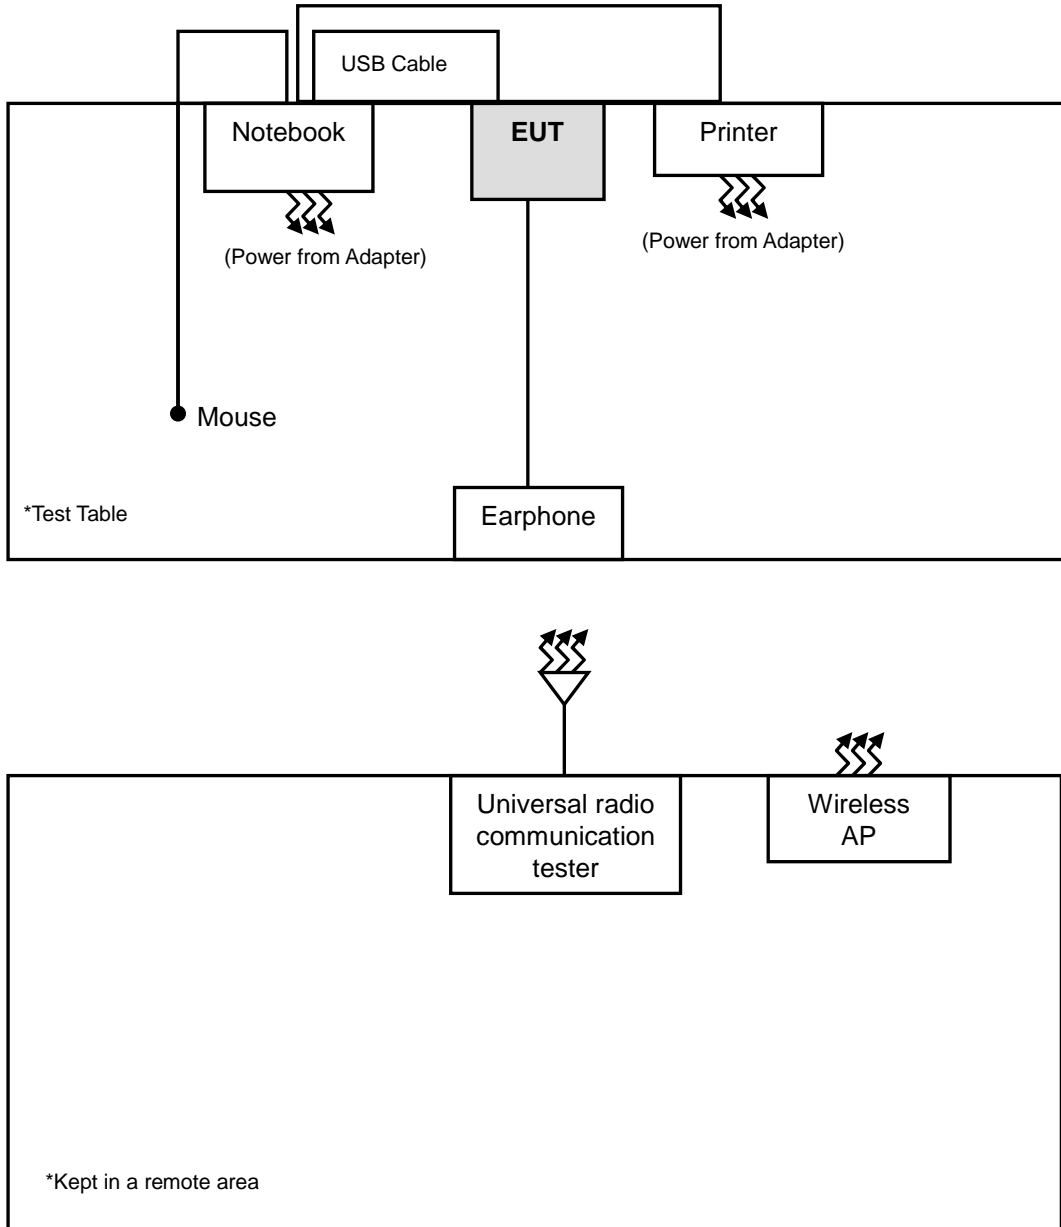 USB Cable
Notebook
EUT
Printer
(Power from Adapter)
(Power from Adapter)
Mouse
*Test Table
Earphone
Universal radio
communication
tester
Wireless
AP
*Kept in a remote area